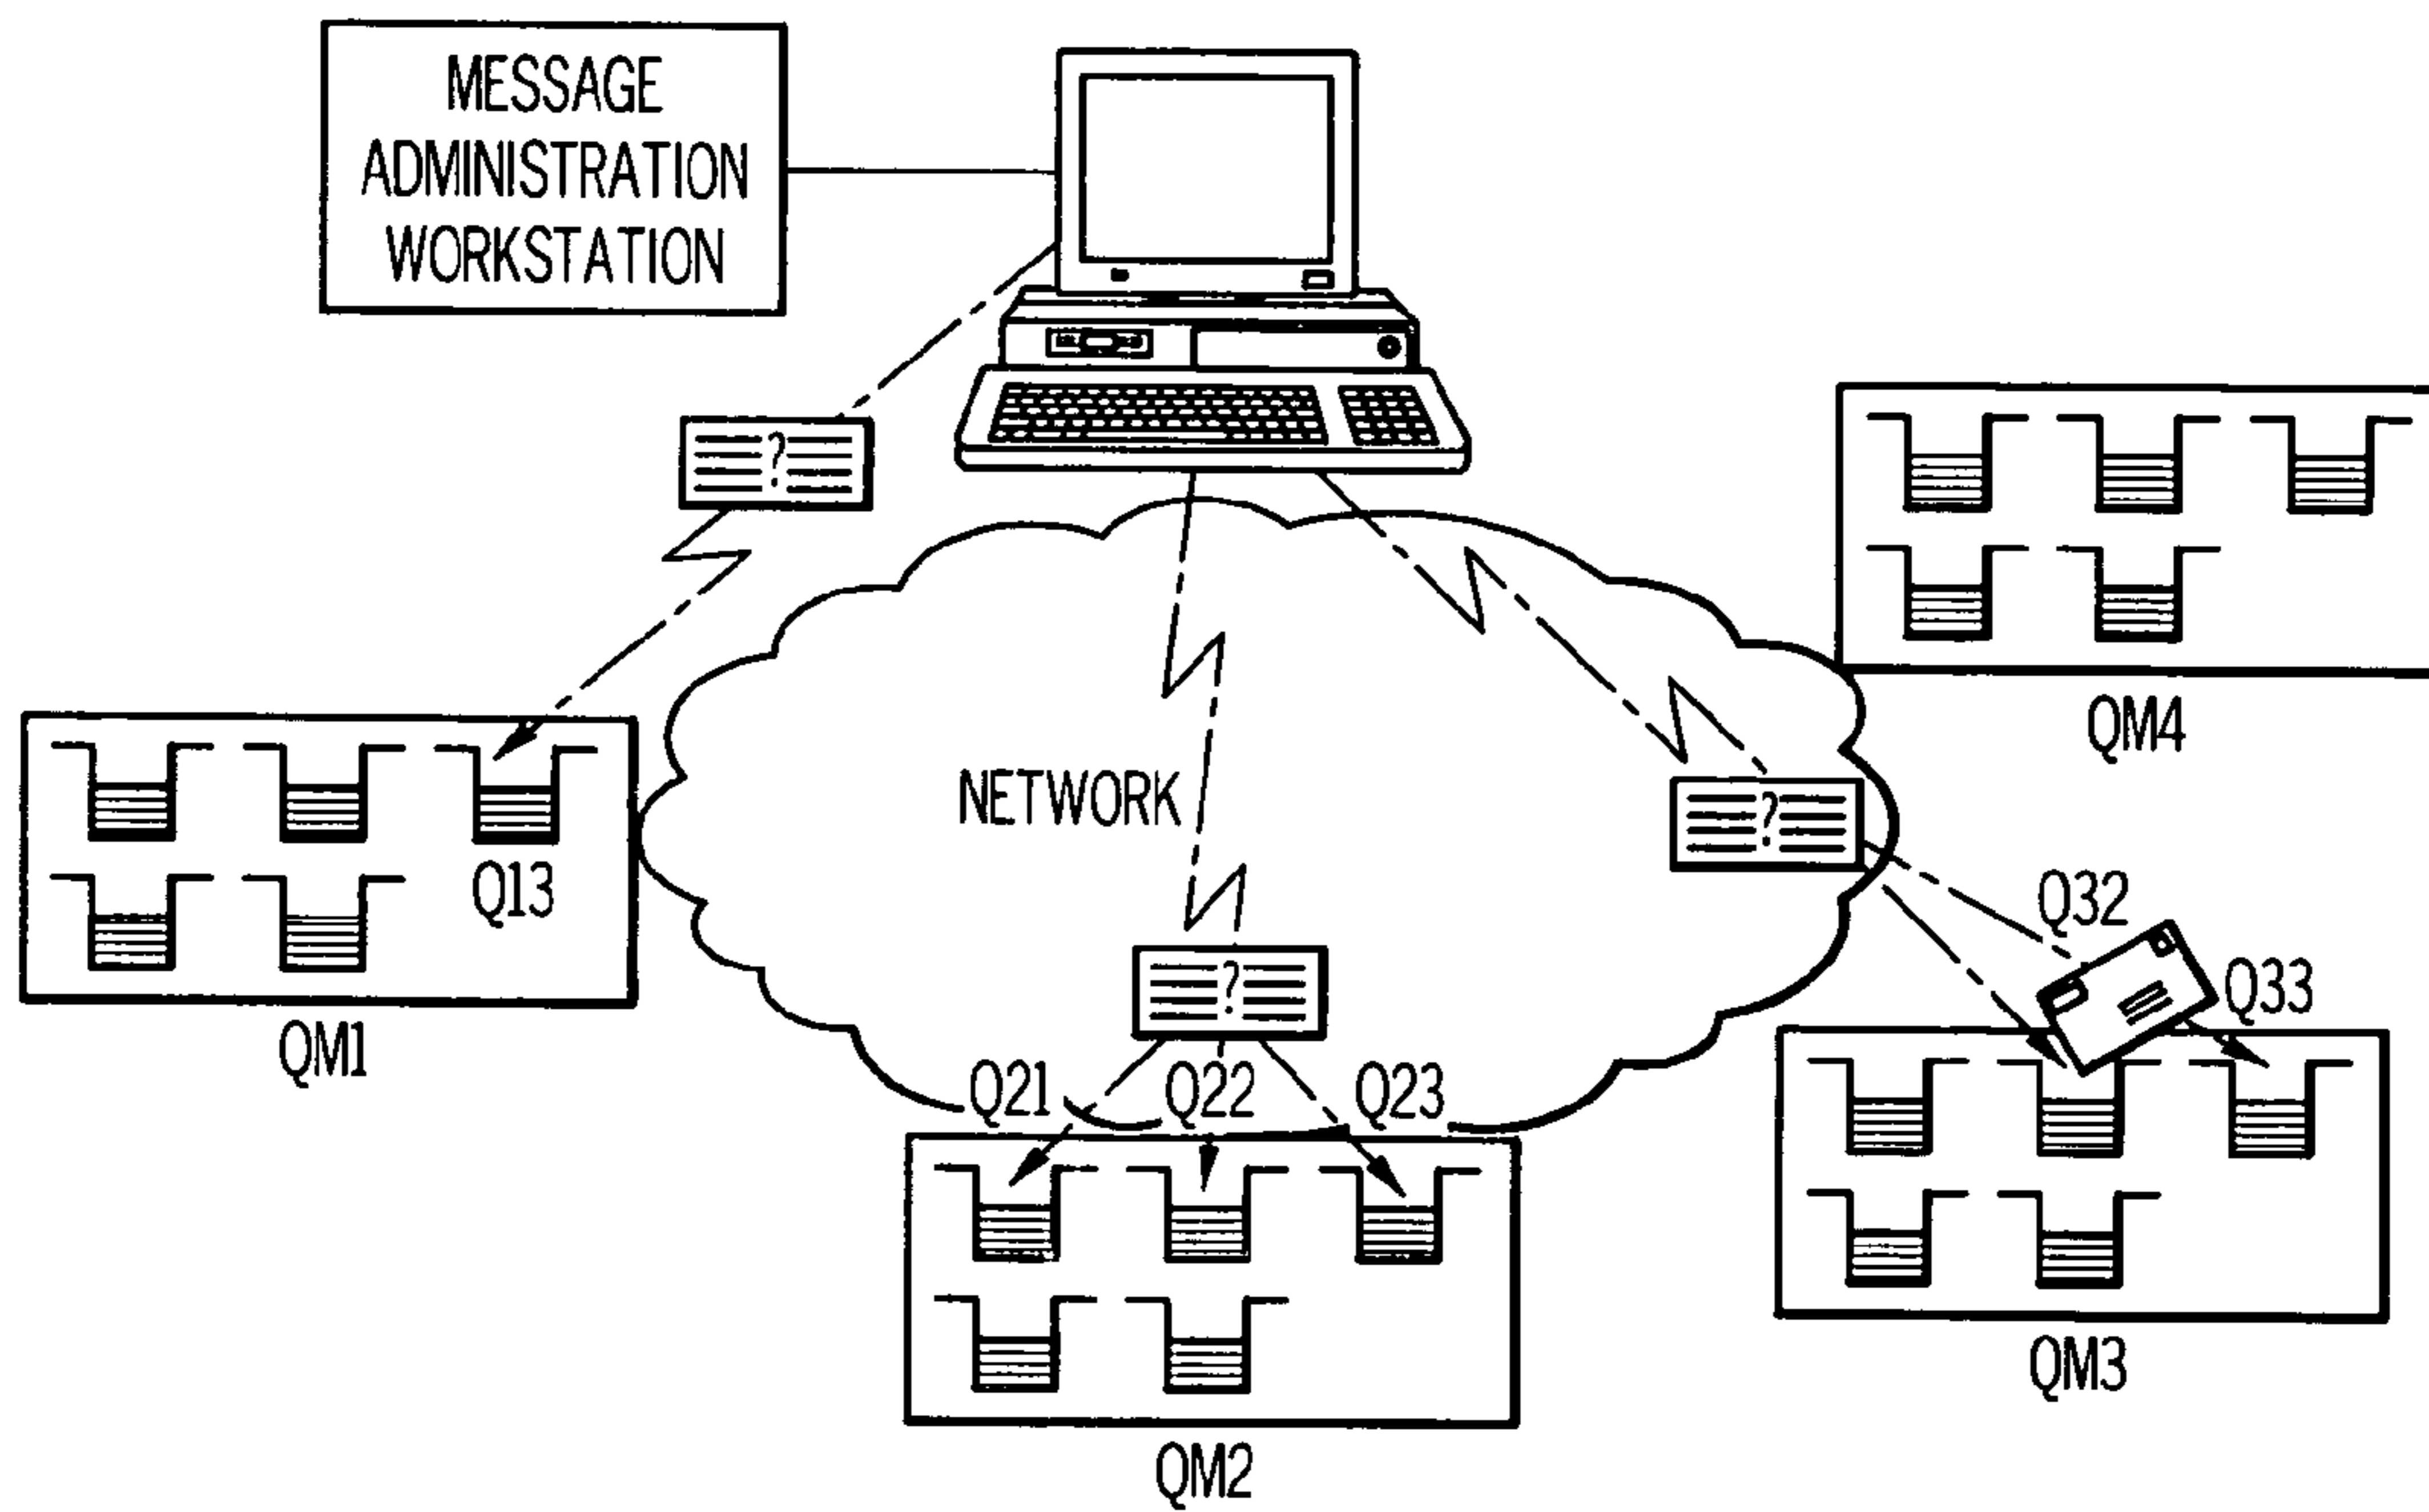 MESSAGE
ADMINISTRATION
WORKSTATION
?
QM4
NETWORK
?
Q13
Q32
?
Q33
QM1
Q21
Q22
Q23
QM3
QM2